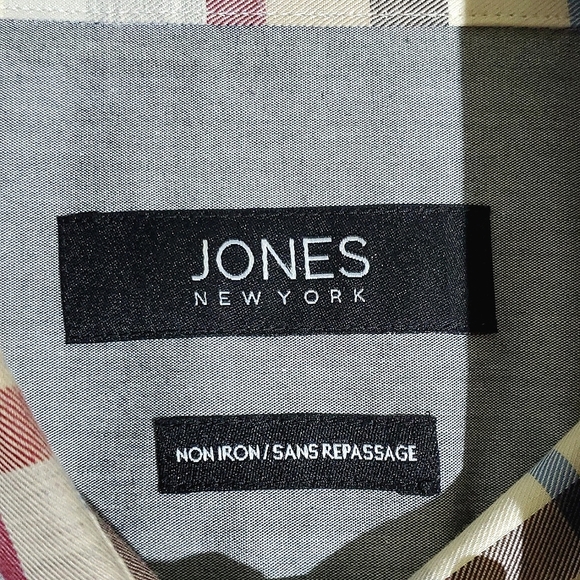 JONES
NEW YORK
NON IRON / SANS REPASSAGE